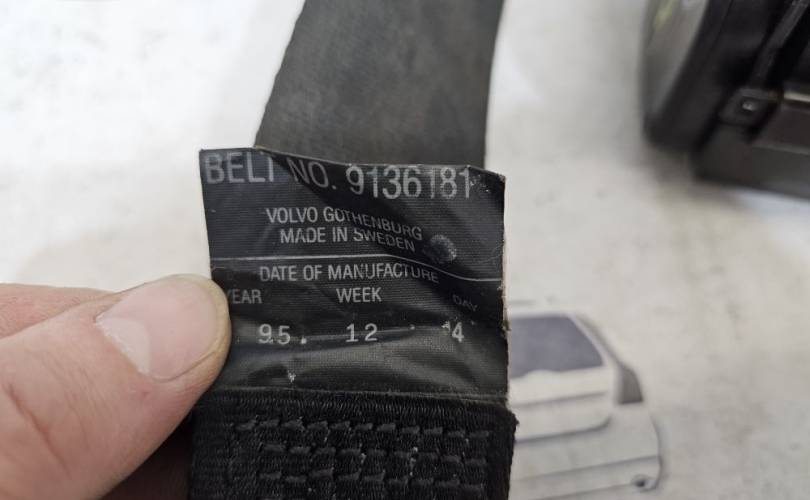 BELT NO. 9136181
VOLVO GOTHENBURG
MADE IN SWEDEN
DATE OF MANUFACTURE
YEAR WEEK DAY
95. 12 4